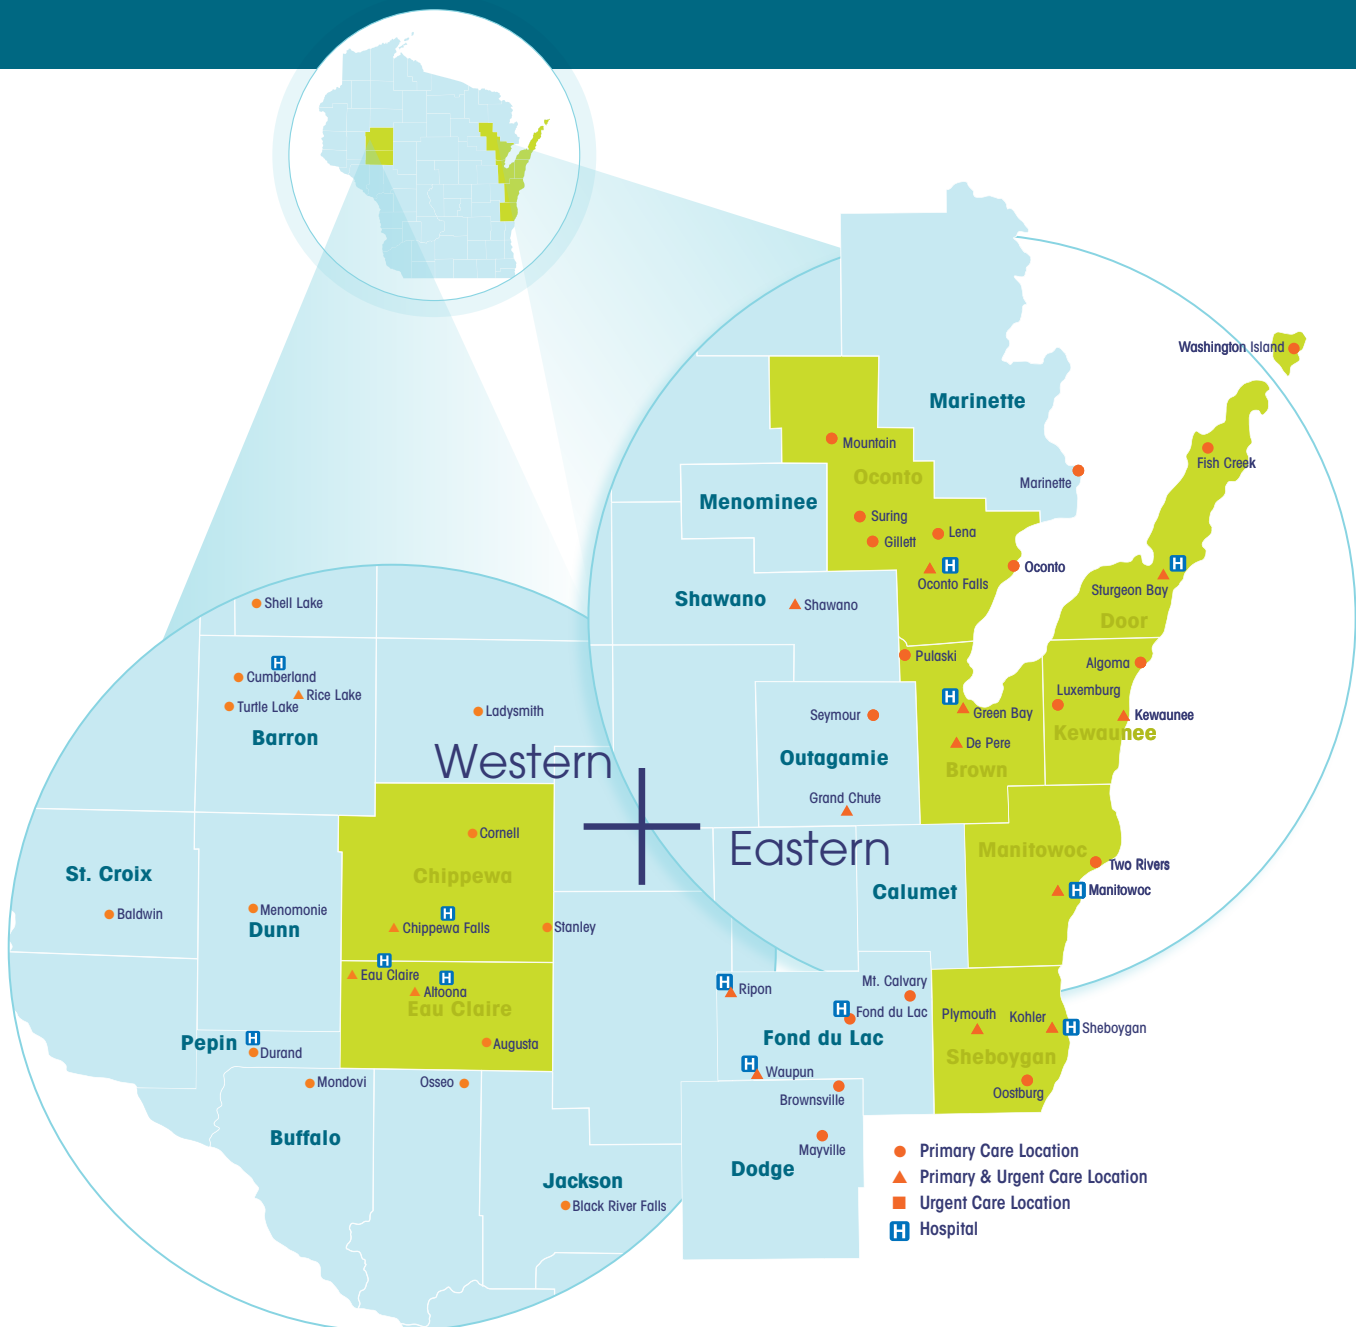 Washington Island
Marinette
Mountain
Fish Creek
Oconto
Marinette
Menominee
Suring
Lena
Gillett
Oconto
Oconto Falls
Sturgeon Bay
Shawano
Shawano
Door
Shell Lake
Pulaski
Algoma
Cumberland
Luxemburg
Rice Lake
Turtle Lake
Ladysmith
Seymour
Green Bay
Kewaunee
Kewaunee
Barron
De Pere
Western
Outagamie
Brown
Grand Chute
Cornell
Eastern
Manitowoc
Two Rivers
St. Croix
Chippewa
Calumet
Manitowoc
Baldwin
Menomonie
Dunn
Chippewa Falls
Stanley
Eau Claire
Altoona
Eau Claire
Ripon
Mt. Calvary
Fond du Lac
Plymouth
Kohler
Sheboygan
Pepin
Durand
Augusta
Fond du Lac
Sheboygan
Mondovi
Osseo
Waupun
Brownsville
Oostburg
Buffalo
Mayville
Dodge
Jackson
Black River Falls
Primary Care Location
Primary & Urgent Care Location
Urgent Care Location
H Hospital